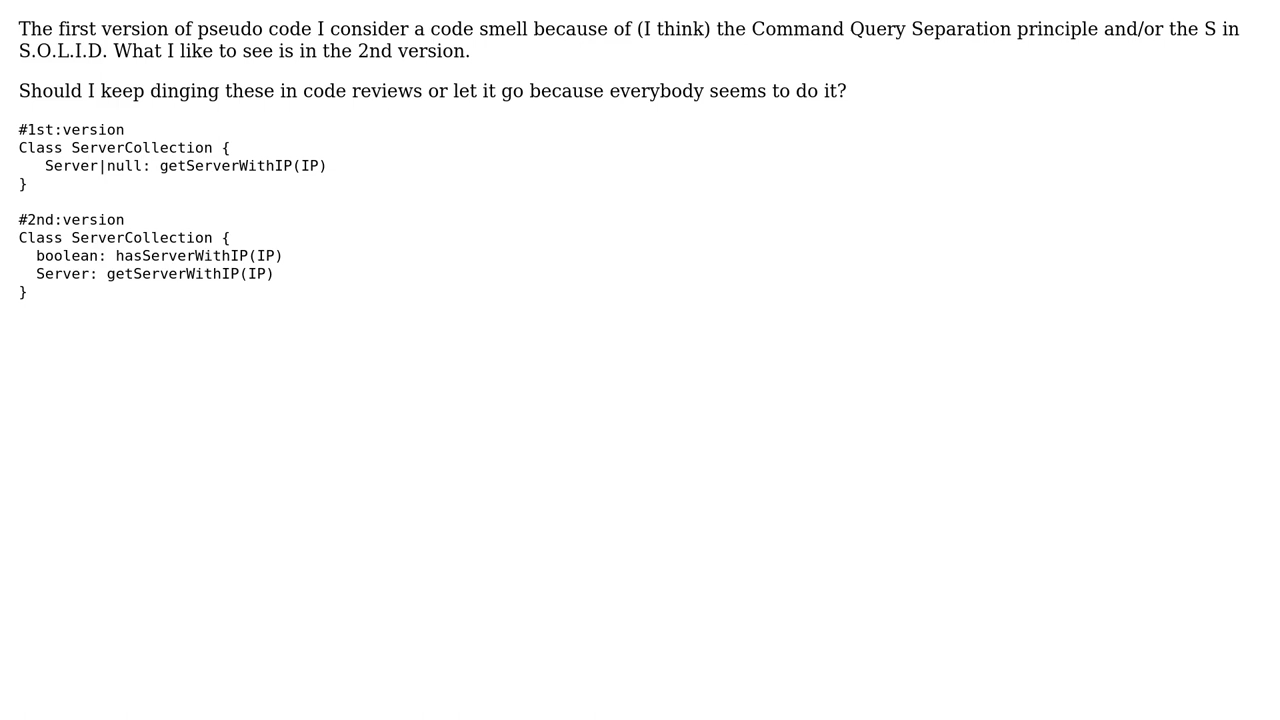 The first version of pseudo code I consider a code smell because of (I think) the Command Query Separation principle and/or the S in
S.O.L.I.D. What I like to see is in the 2nd version.
Should I keep dinging these in code reviews or let it go because everybody seems to do it?
#1st:version
Class ServerCollection {
   Server|null: getServerWithIP(IP)
}
#2nd:version
Class ServerCollection {
  boolean: hasServerWithIP(IP)
  Server: getServerWithIP(IP)
}